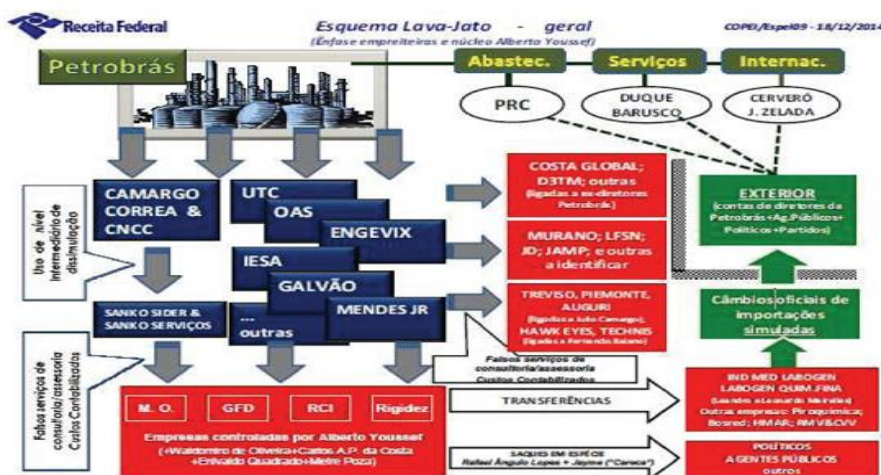 Receita Federal
Esquema Lava-Jato - geral
(Ênfase empreiteiras e núcleo Alberto Youssef)
COPEI/Espei09 - 18/12/2014
Petrobrás
Abastec.
Serviços
Internac.
PRC
DUQUE
BARUSCO
CERVERÓ
J. ZELADA
Uso de nível
intermediário de
dissimulação
CAMARGO
CORREA &
CNCC
UTC
OAS
ENGEVIX
IESA
GALVÃO
MENDES JR
...
outras
SANKO SIDER &
SANKO SERVIÇOS
COSTA GLOBAL;
D3TM; outras
(ligadas a ex-diretores
Petrobrás)
MURANO; LFSN;
JD; JAMP; e outras
... a identificar
TREVISO, PIEMONTE,
AUGURI
(ligadas a Julio Camargo);
HAWK EYES, TECHNIS
(ligadas a Fernando Baiano)
EXTERIOR
(contas de diretores da
Petrobrás+Ag.Públicos+
Políticos+Partidos)
Câmbios oficiais de
importações
simuladas
Falsos serviços de
consultoria/assessoria
Custos Contabilizados
Falsos serviços de
consultoria/assessoria
Custos Contabilizados
M. O.
GFD
RCI
Rigidez
Empresas controladas por Alberto Youssef
(+Waldomiro de Oliveira+Carlos A.P. da Costa
+Enivaldo Quadrado+Meire Poza)
TRANSFERÊNCIAS
SAQUES EM ESPÉCIE
Rafael Ângulo Lopes + Jayme ("Careca")
IND MED LABOGEN
LABOGEN QUIM.FINA
(Leandro e Leonardo Meirelles)
Outras empresas: Piroquímica;
Bosred; HMAR; RMV&CVV
POLÍTICOS
AGENTES PÚBLICOS
outros